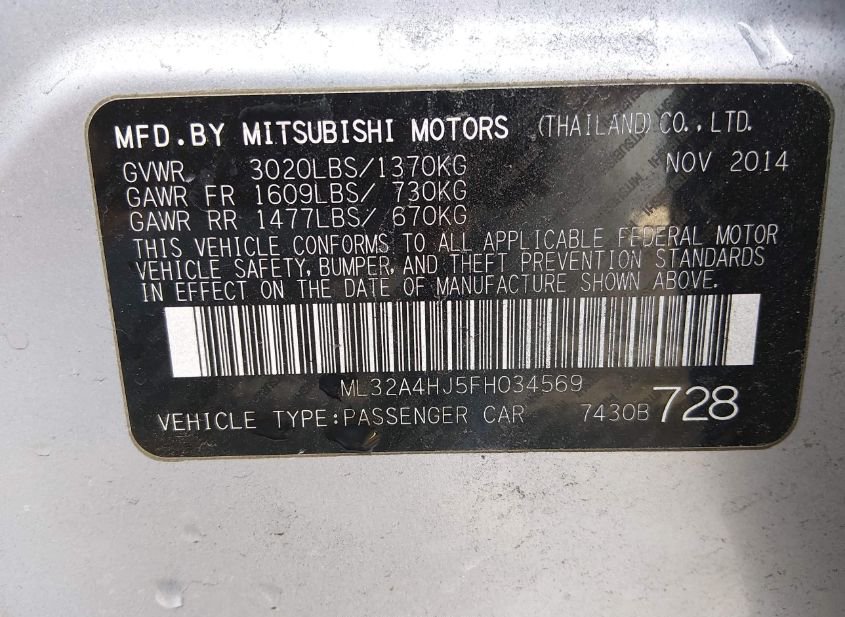 MFD.BY MITSUBISHI MOTORS (THAILAND) CO., LTD.
GVWR 3020LBS/1370KG NOV 2014
GAWR FR 1609LBS/ 730KG
GAWR RR 1477LBS/ 670KG
THIS VEHICLE CONFORMS TO ALL APPLICABLE FEDERAL MOTOR
VEHICLE SAFETY, BUMPER, AND THEFT PREVENTION STANDARDS
IN EFFECT ON THE DATE OF MANUFACTURE SHOWN ABOVE.
ML32A4HJ5FH034569
VEHICLE TYPE:PASSENGER CAR 7430B 728